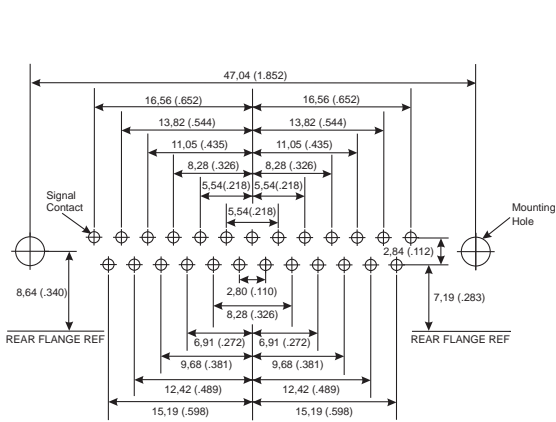 47,04 (1.852)
16,56 (.652) 16,56 (.652)
13,82 (.544) 13,82 (.544)
11,05 (.435) 11,05 (.435)
8,28 (.326) 8,28 (.326)
5,54(.218) 5,54(.218)
Signal
Contact
5,54(.218)
Mounting
Hole
2,84 (.112)
8,64 (.340)
2,80 (.110)
7,19 (.283)
8,28 (.326)
REAR FLANGE REF
6,91 (.272) 6,91 (.272)
REAR FLANGE REF
9,68 (.381) 9,68 (.381)
12,42 (.489) 12,42 (.489)
15,19 (.598) 15,19 (.598)